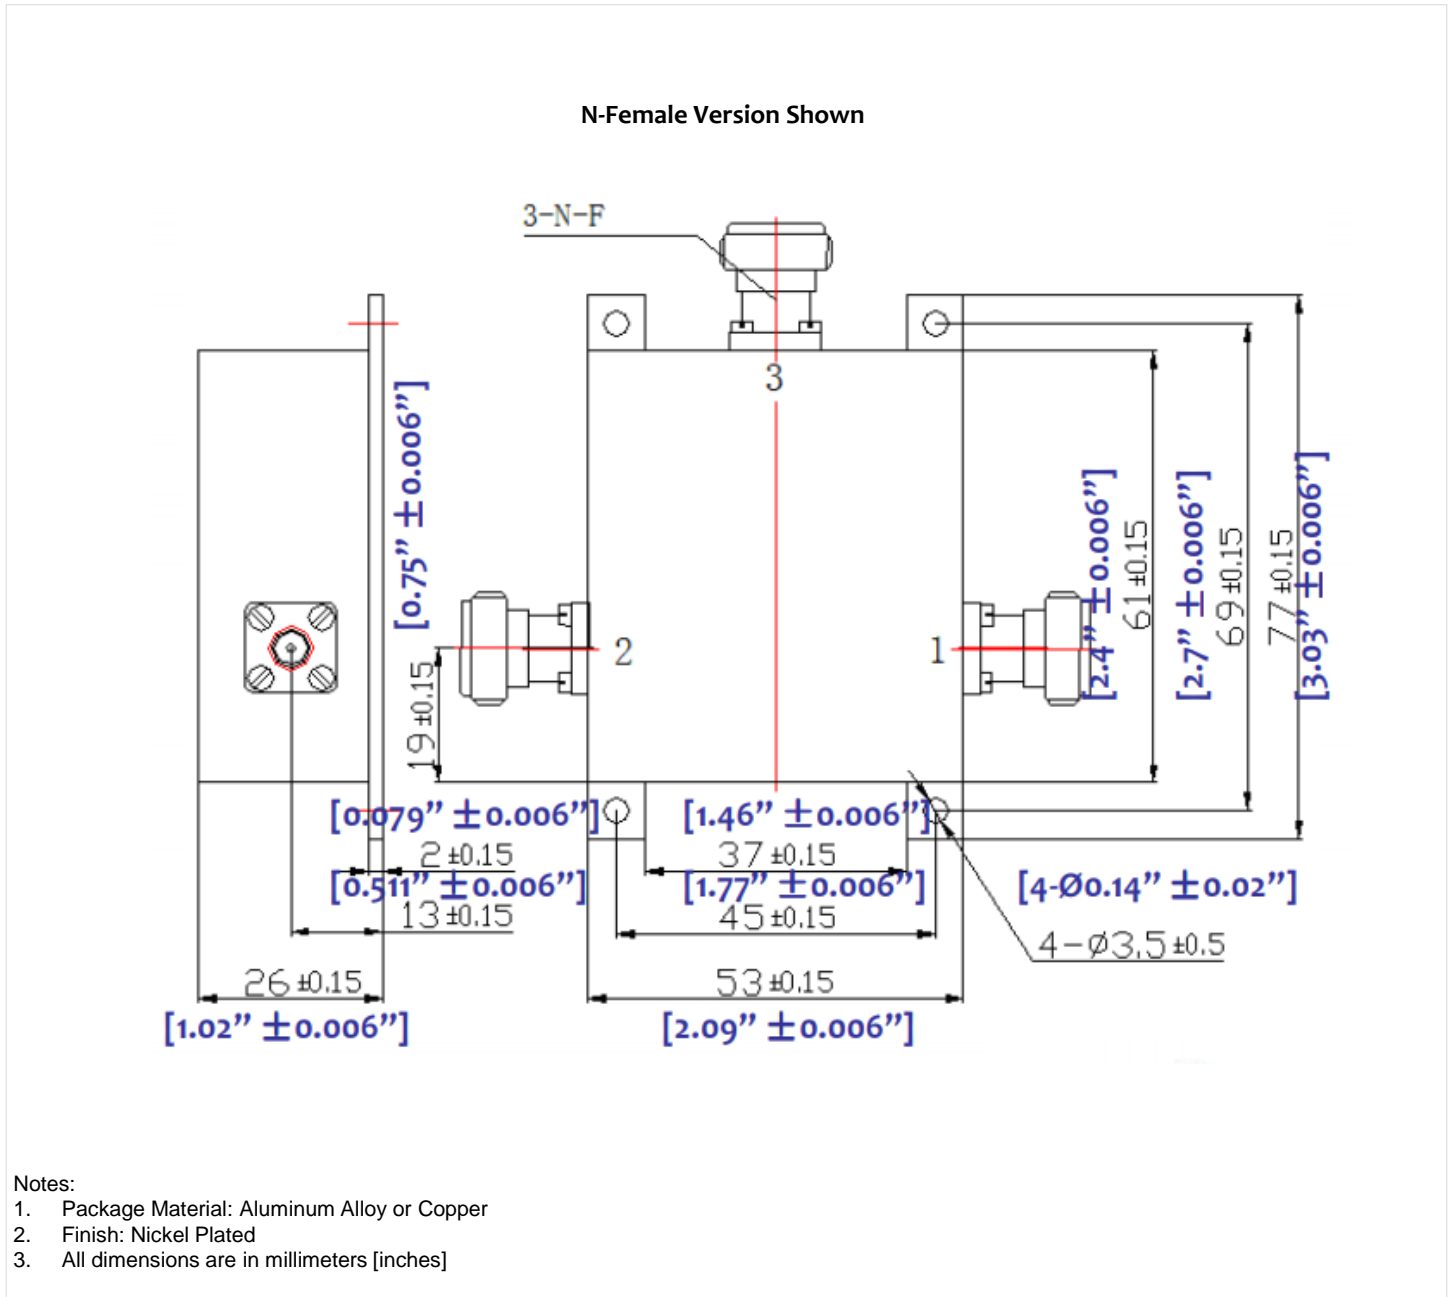 N-Female Version Shown
3-N-F
3
[0.75” ±0.006”]
19±0.15
2
1
[2.4” ±0.006”]
61±0.15
[2.7” ±0.006”]
69±0.15
77±0.15
[3.03” ±0.006”]
[0.079” ±0.006”]
2±0.15
[0.511” ±0.006”]
13±0.15
26±0.15
[1.02” ±0.006”]
[1.46” ±0.006”]
37±0.15
[1.77” ±0.006”]
45±0.15
53±0.15
[2.09” ±0.006”]
[4-Ø0.14” ±0.02”]
4-Ø3.5±0.5
Notes:
1. Package Material: Aluminum Alloy or Copper
2. Finish: Nickel Plated
3. All dimensions are in millimeters [inches]